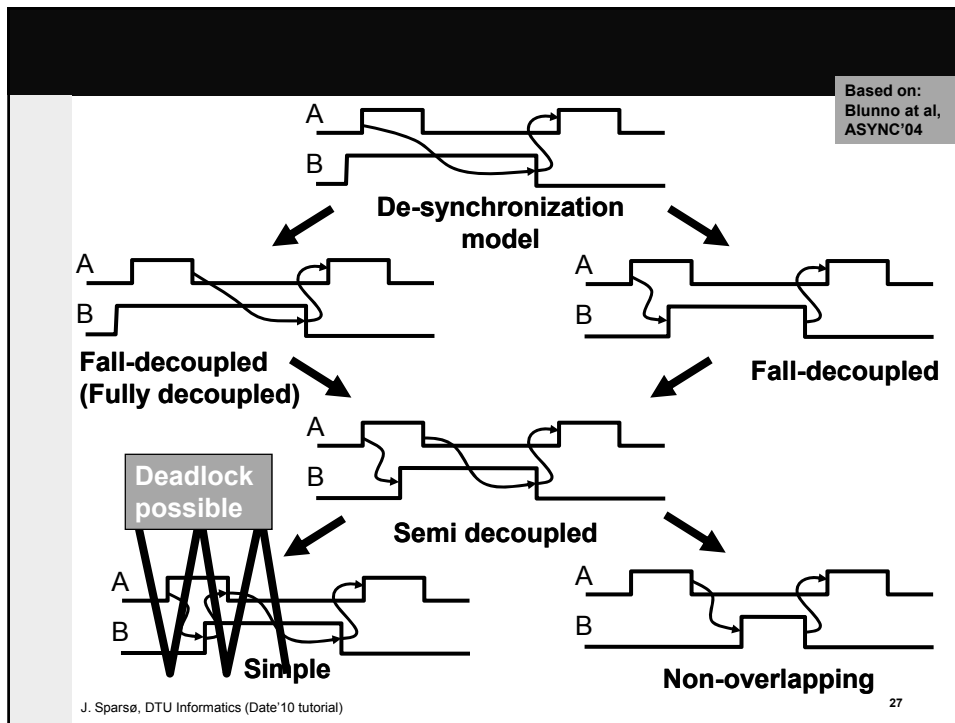 Based on:
Blunno at al,
ASYNC'04
A
B
De-synchronization
model
A
B
Fall-decoupled
(Fully decoupled)
A
B
Fall-decoupled
A
B
Semi decoupled
Deadlock
possible
A
B
Simple
A
B
Non-overlapping
J. Sparsø, DTU Informatics (Date'10 tutorial)
27